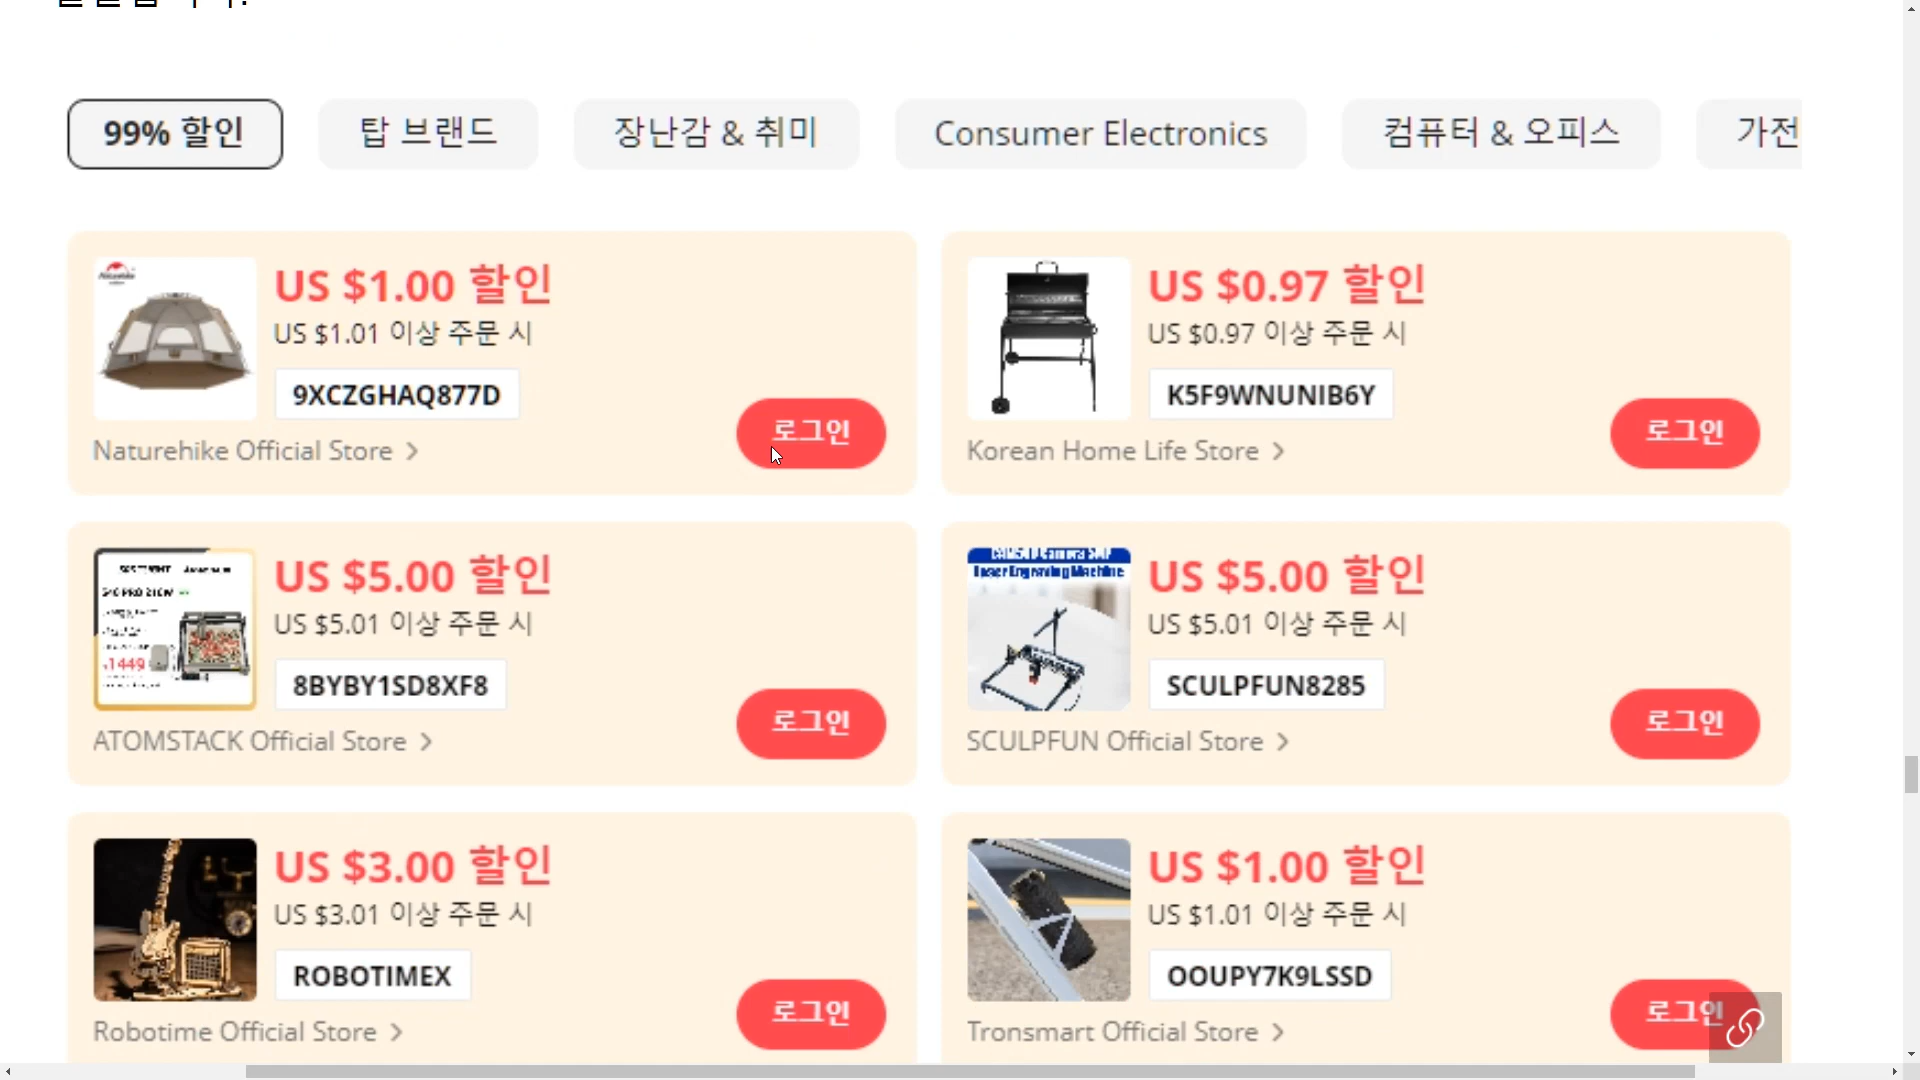 99% 할인
탑 브랜드
장난감 & 취미
Consumer Electronics
컴퓨터 & 오피스
가전
US $1.00 할인
US $1.01 이상 주문 시
9XCZGHAQ877D
로그인
Naturehike Official Store
US $0.97 할인
US $0.97 이상 주문 시
K5F9WNUNIB6Y
로그인
Korean Home Life Store
US $5.00 할인
US $5.01 이상 주문 시
8BYBY1SD8XF8
로그인
ATOMSTACK Official Store
1449
Laser Engraving Machine
US $5.00 할인
US $5.01 이상 주문 시
SCULPFUN8285
로그인
SCULPFUN Official Store
US $3.00 할인
US $3.01 이상 주문 시
ROBOTIMEX
로그인
Robotime Official Store
US $1.00 할인
US $1.01 이상 주문 시
OOUPY7K9LSSD
로그인
Tronsmart Official Store